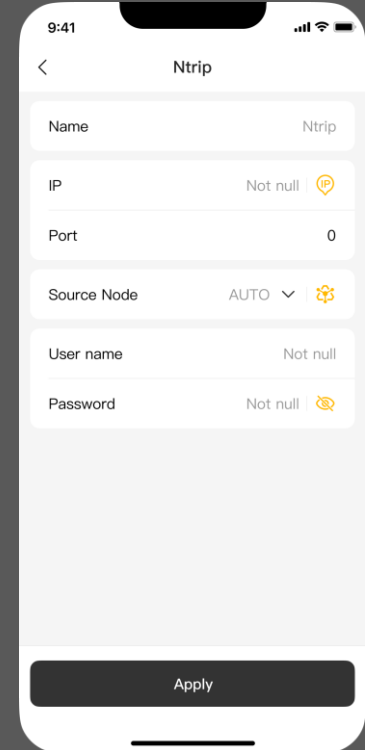 9:41
Ntrip
Name Ntrip
IP Not null IP
Port 0
Source Node AUTO
User name Not null
Password Not null
Apply